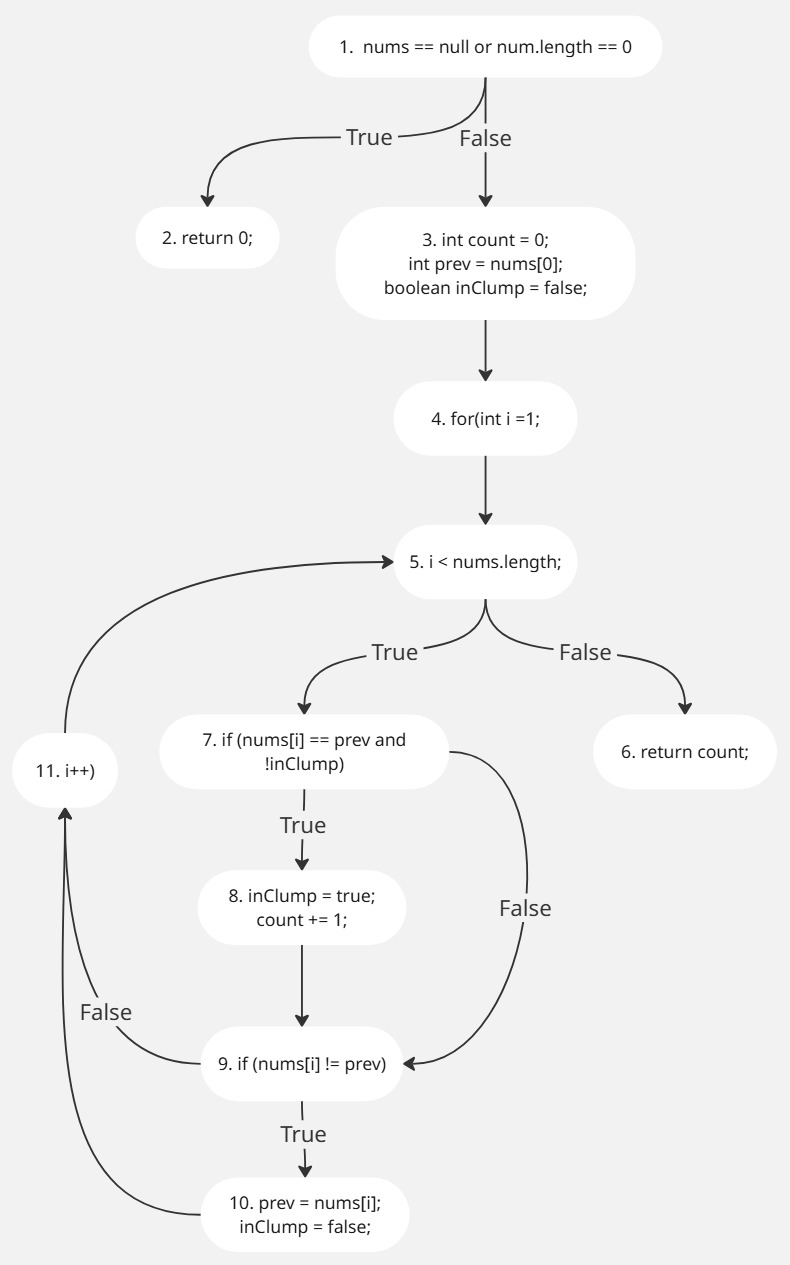 1.  nums == null or num.length == 0
True
False
2. return 0;
3. int count = 0;
int prev = nums[0];
boolean inClump = false;
4. for(int i =1;
5. i < nums.length;
True
False
7. if (nums[i] == prev and
!inClump)
6. return count;
11. i++)
True
8. inClump = true;
count += 1;
False
False
9. if (nums[i] != prev)
True
10. prev = nums[i];
inClump = false;